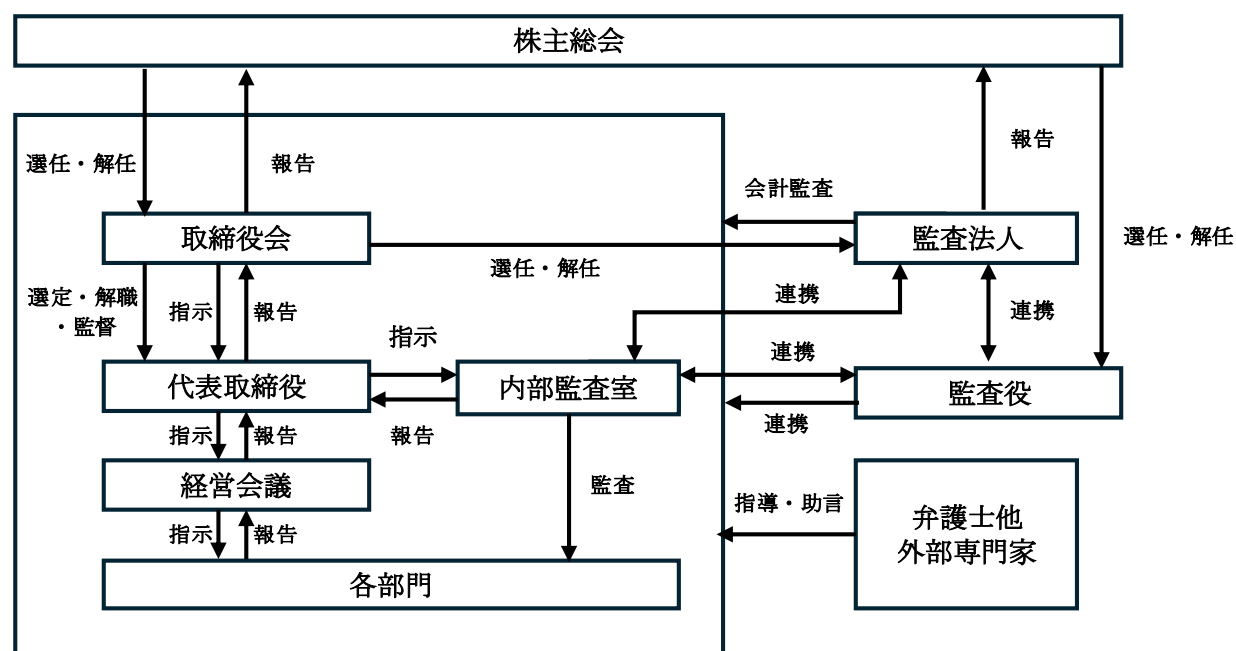 株主総会
選任・解任
報告
報告
会計監査
取締役会
監査法人
選任・解任
選任・解任
選定・解職
・監督
指示
報告
連携
連携
指示
代表取締役
内部監査室
連携
監査役
指示
報告
報告
連携
経営会議
監査
指導・助言
弁護士他
外部専門家
指示
報告
各部門